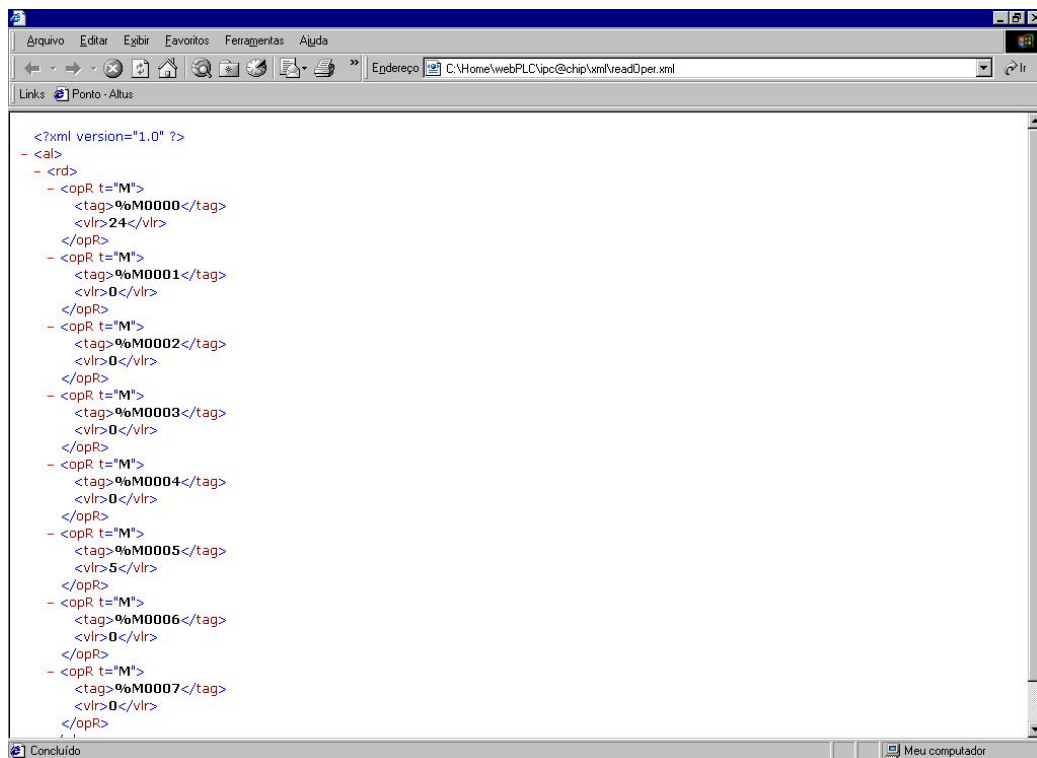 Arquivo Editar Exibir Favoritos Ferramentas Ajuda
» Endereço C:\Home\webPLC\ipc@chip\xml\readOper.xml Ir
Links Ponto - Altus
<?xml version="1.0" ?>
- <al>
- <rd>
- <opR t="M">
<tag>%M0000</tag>
<vlr>24</vlr>
</opR>
- <opR t="M">
<tag>%M0001</tag>
<vlr>0</vlr>
</opR>
- <opR t="M">
<tag>%M0002</tag>
<vlr>0</vlr>
</opR>
- <opR t="M">
<tag>%M0003</tag>
<vlr>0</vlr>
</opR>
- <opR t="M">
<tag>%M0004</tag>
<vlr>0</vlr>
</opR>
- <opR t="M">
<tag>%M0005</tag>
<vlr>5</vlr>
</opR>
- <opR t="M">
<tag>%M0006</tag>
<vlr>0</vlr>
</opR>
- <opR t="M">
<tag>%M0007</tag>
<vlr>0</vlr>
</opR>
Concluído Meu computador